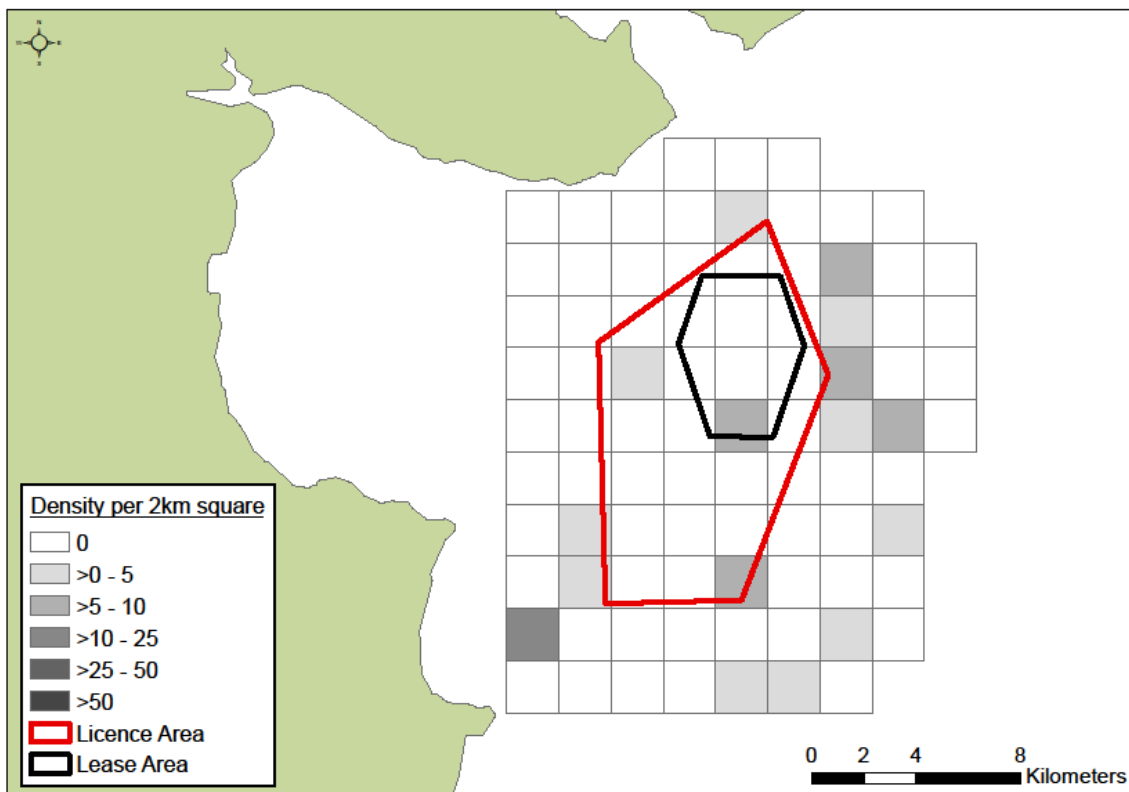 N
E
S
Density per 2km square
0
>0 - 5
>5 - 10
>10 - 25
>25 - 50
>50
Licence Area
Lease Area
0 2 4 8
Kilometers